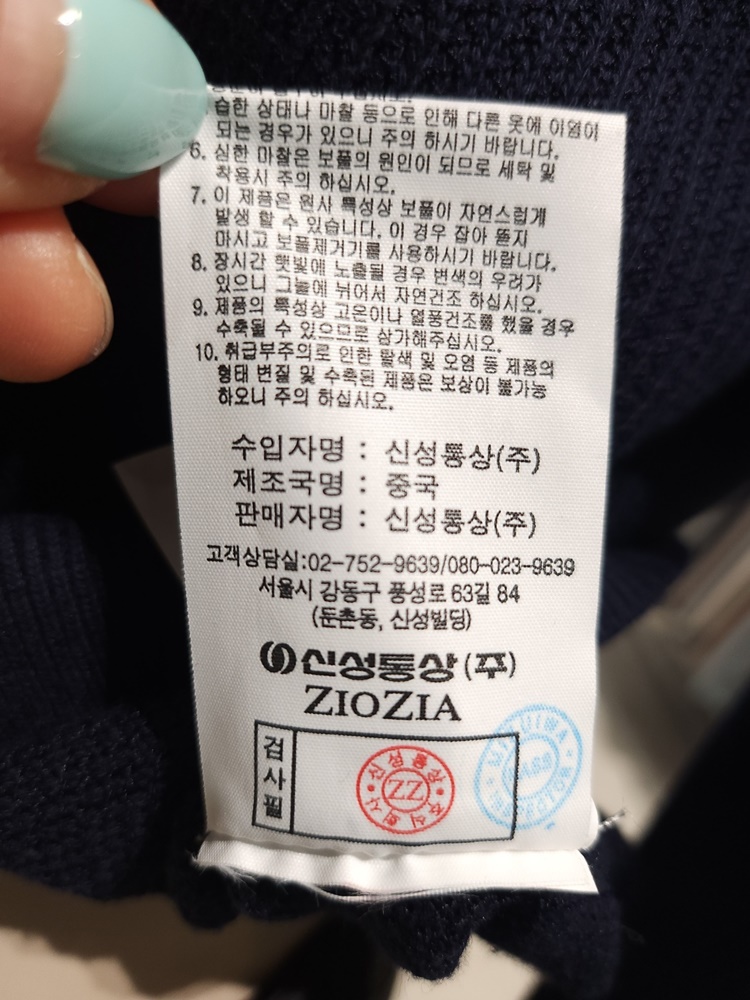 습한 상태나 마찰 등으로 인해 다른 옷에 이염이
되는 경우가 있으니 주의 하시기 바랍니다.
6. 심한 마찰은 보풀의 원인이 되므로 세탁 및
착용시 주의 하십시오.
7. 이 제품은 원사 특성상 보풀이 자연스럽게
발생 할 수 있습니다. 이 경우 잡아 뜯지
마시고 보풀제거기를 사용하시기 바랍니다.
8. 장시간 햇빛에 노출될 경우 변색의 우려가
있으니 그늘에 뉘어서 자연건조 하십시오.
9. 제품의 특성상 고온이나 열풍건조를 했을 경우
수축될 수 있으므로 삼가해주십시오.
10. 취급부주의로 인한 탈색 및 오염 등 제품의
형태 변질 및 수축된 제품은 보상이 불가능
하오니 주의 하십시오.
수입자명 : 신성통상(주)
제조국명 : 중국
판매자명 : 신성통상(주)
고객상담실:02-752-9639/080-023-9639
서울시 강동구 풍성로 63길 84
(둔촌동, 신성빌딩)
신성통상(주)
ZIOZIA
검사필
신성통상
ZZ
주식회사
INSPECTOR